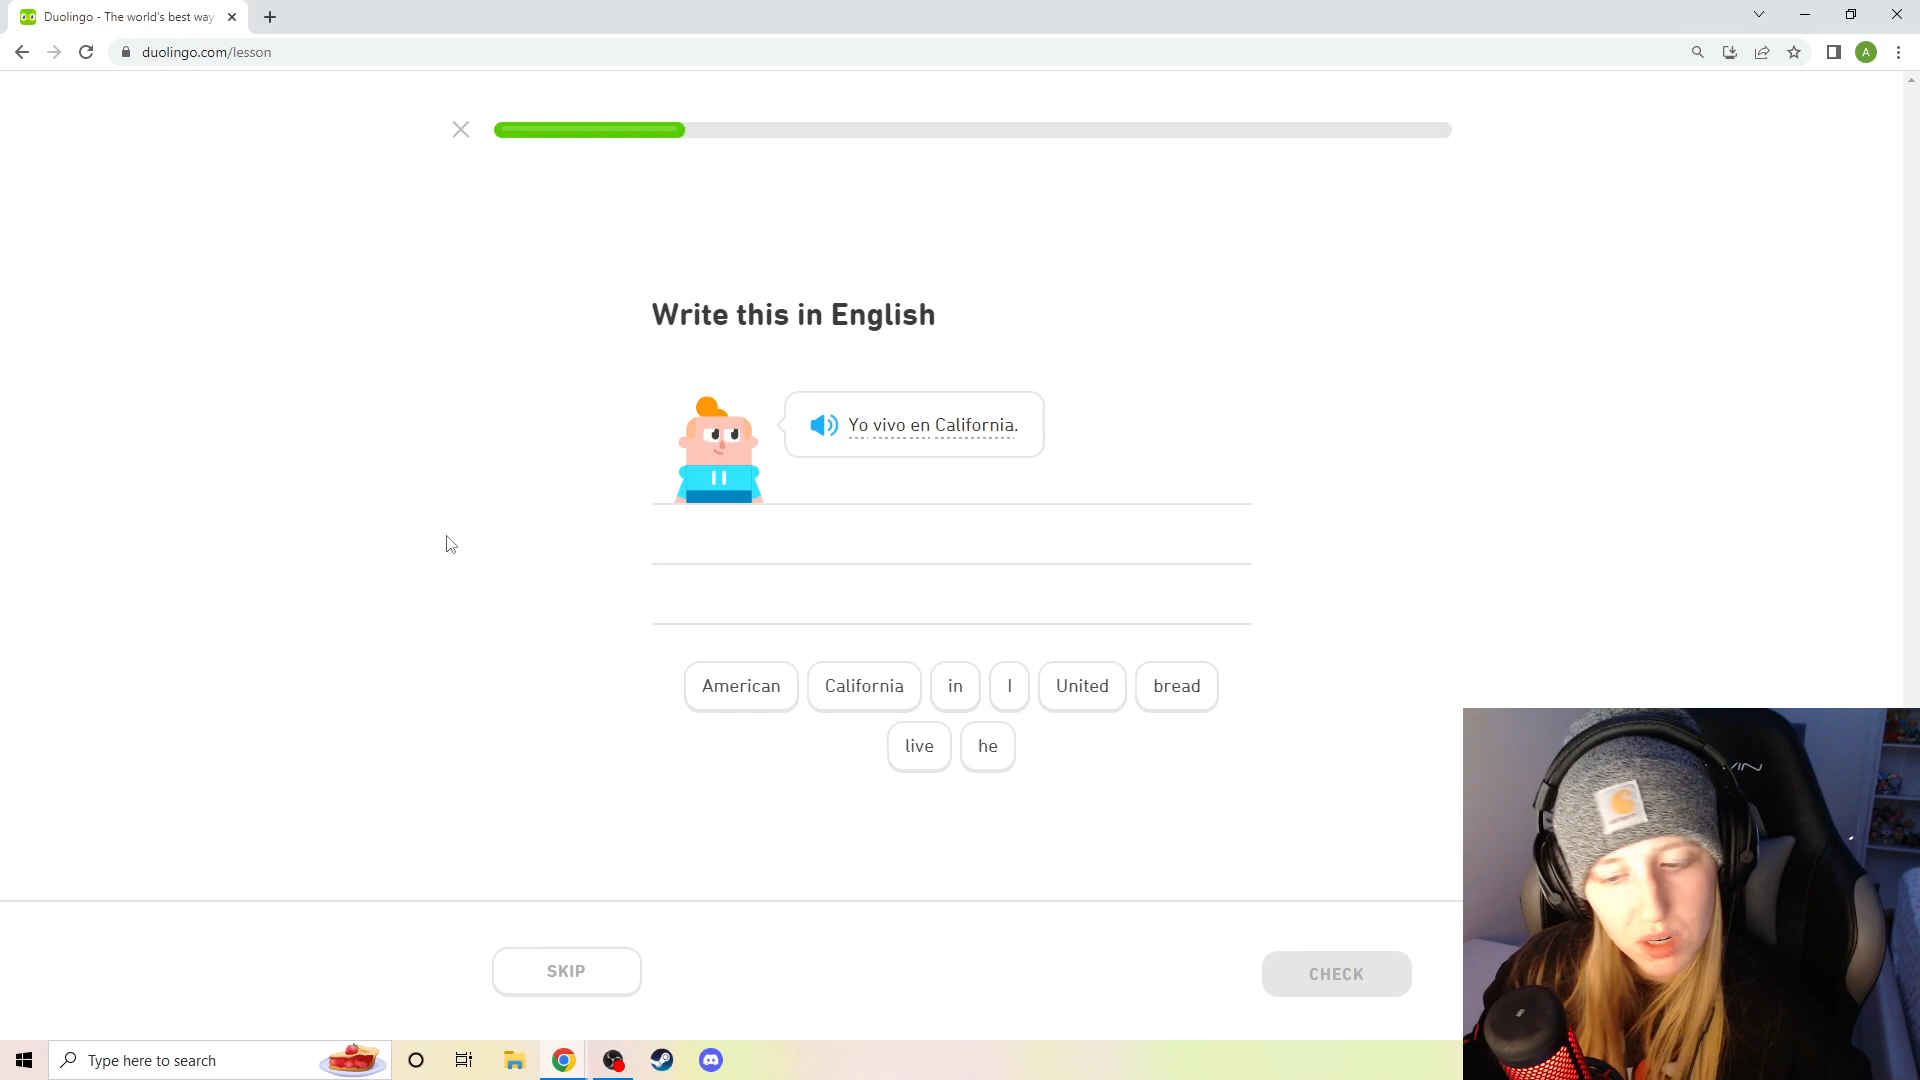 Duolingo - The world's best way
duolingo.com/lesson
A
Write this in English
Yo vivo en California.
American California in I United bread
live he
SKIP
CHECK
Type here to search